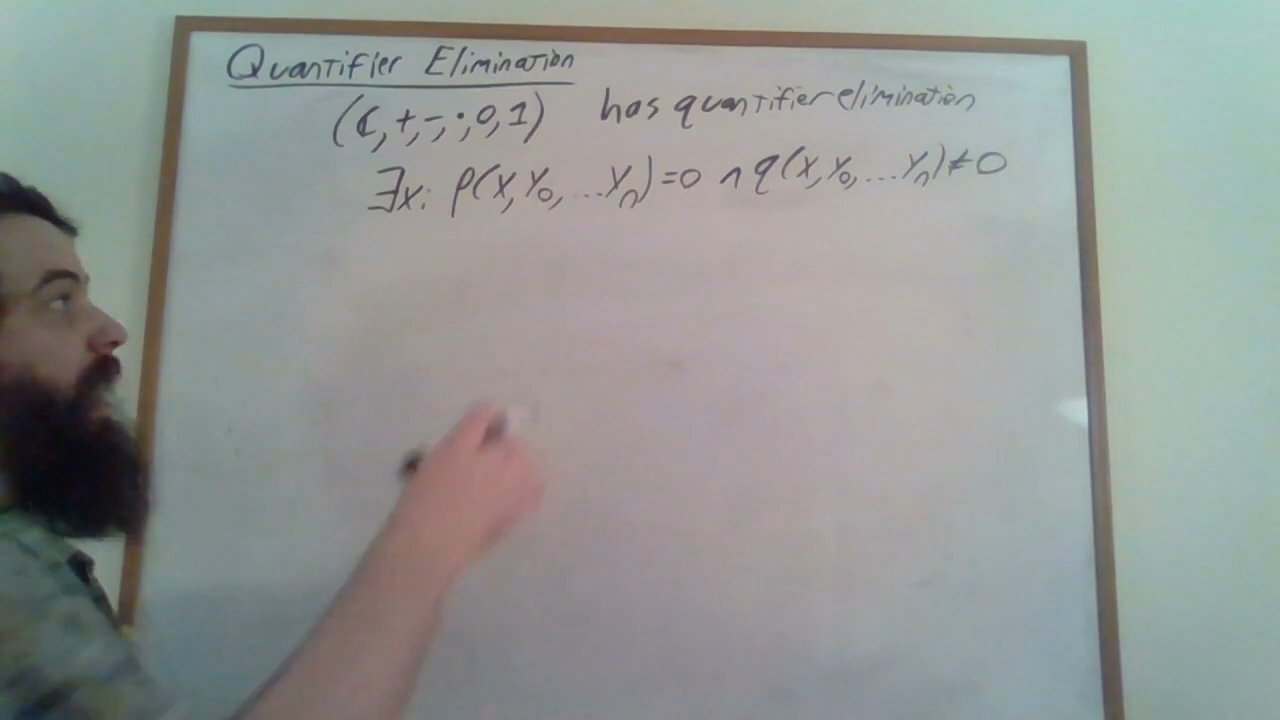 Quantifier Elimination
(ℂ,+,-,·,0,1) has quantifier elimination
∃x: p(x,y₀,...yₙ)=0 ∧ q(x,y₀,...yₙ)≠0